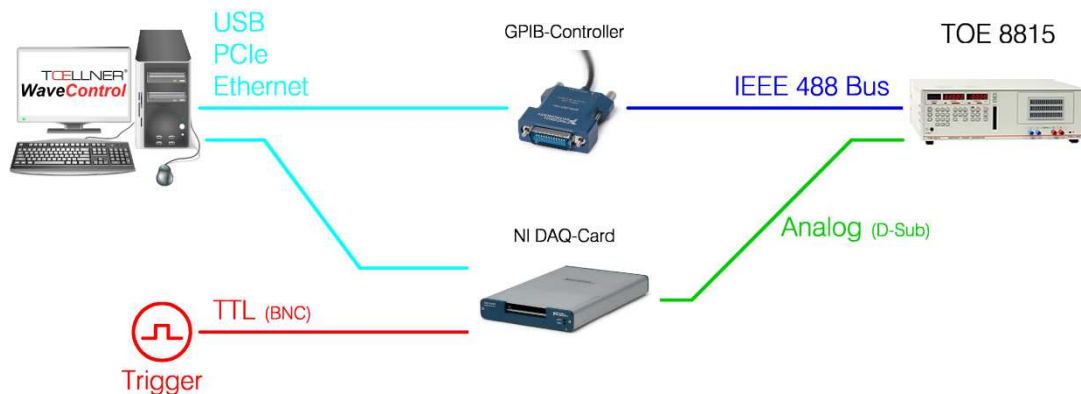 USB
PCIe
Ethernet
GPIB-Controller
TOE 8815
TOELLNER®
WaveControl
IEEE 488 Bus
Analog (D-Sub)
NI DAQ-Card
TTL (BNC)
Trigger